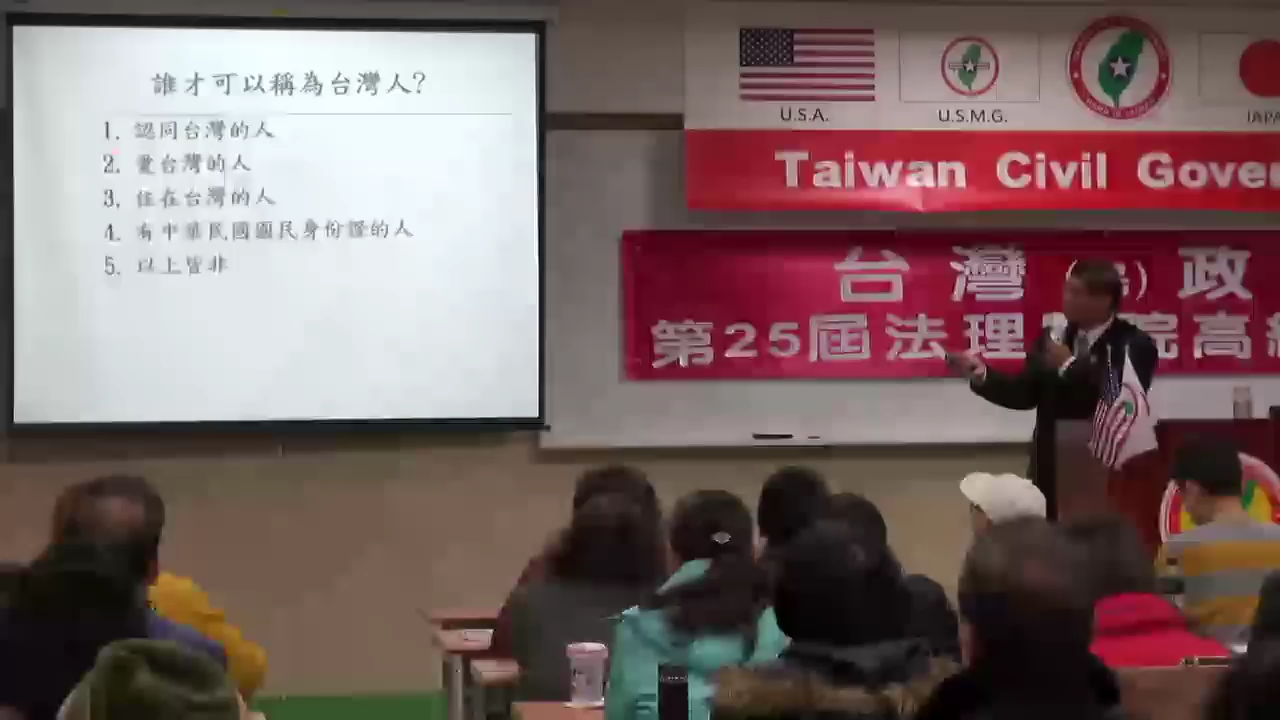 誰才可以稱為台灣人?
1. 認同台灣的人
2. 愛台灣的人
3. 住在台灣的人
4. 有中華民國國民身份證的人
5. 以上皆非
U.S.A.
U.S.M.G.
JAPA
Taiwan Civil Gover
台灣 政
第25屆法理 院高